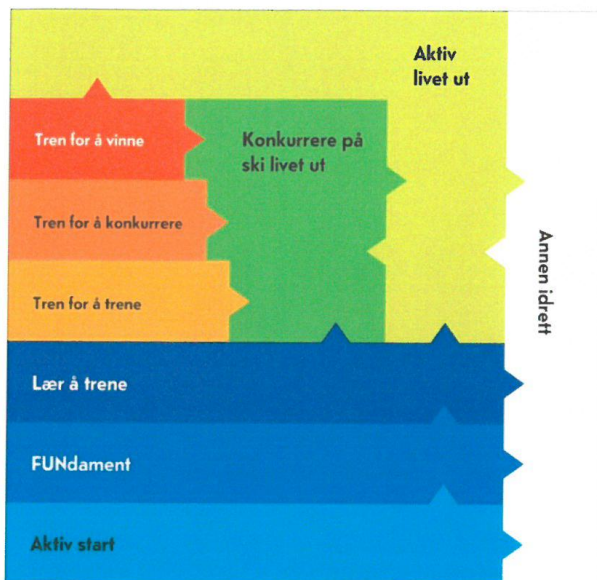 Aktiv
livet ut
Tren for å vinne
Konkurrere på
ski livet ut
Tren for å konkurrere
Tren for å trene
Annen idrett
Lær å trene
FUNdament
Aktiv start